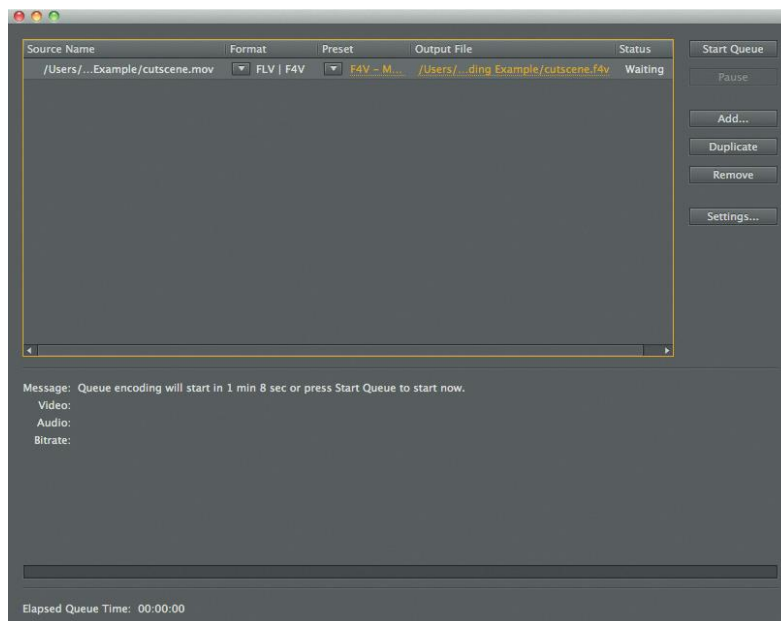 Source Name Format Preset Output File Status
/Users/...Example/cutscene.mov FLV | F4V F4V – M... /Users/...ding Example/cutscene.f4v Waiting
Start Queue
Pause
Add...
Duplicate
Remove
Settings...
Message: Queue encoding will start in 1 min 8 sec or press Start Queue to start now.
Video:
Audio:
Bitrate:
Elapsed Queue Time: 00:00:00